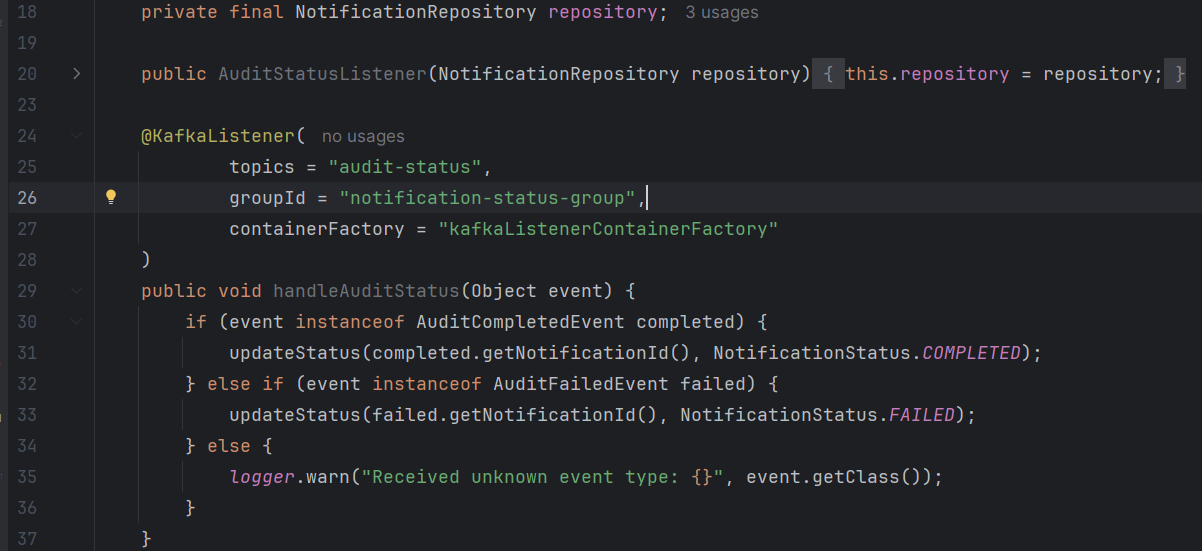 18 private final NotificationRepository repository; 3 usages
19
20 public AuditStatusListener(NotificationRepository repository) { this.repository = repository; }
23
24 @KafkaListener( no usages
25 topics = "audit-status",
26 groupId = "notification-status-group",
27 containerFactory = "kafkaListenerContainerFactory"
28 )
29 public void handleAuditStatus(Object event) {
30 if (event instanceof AuditCompletedEvent completed) {
31 updateStatus(completed.getNotificationId(), NotificationStatus.COMPLETED);
32 } else if (event instanceof AuditFailedEvent failed) {
33 updateStatus(failed.getNotificationId(), NotificationStatus.FAILED);
34 } else {
35 logger.warn("Received unknown event type: {}", event.getClass());
36 }
37 }